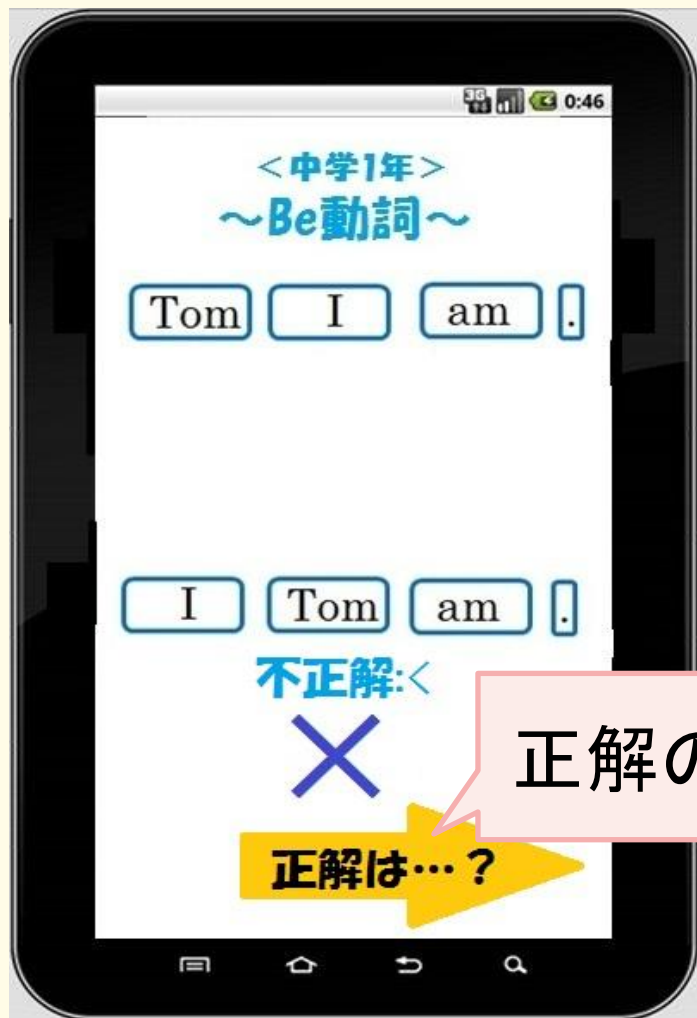 3G 0:46
<中学1年>
～Be動詞～
Tom I am .
I Tom am .
不正解:<
×
正解の
正解は…？